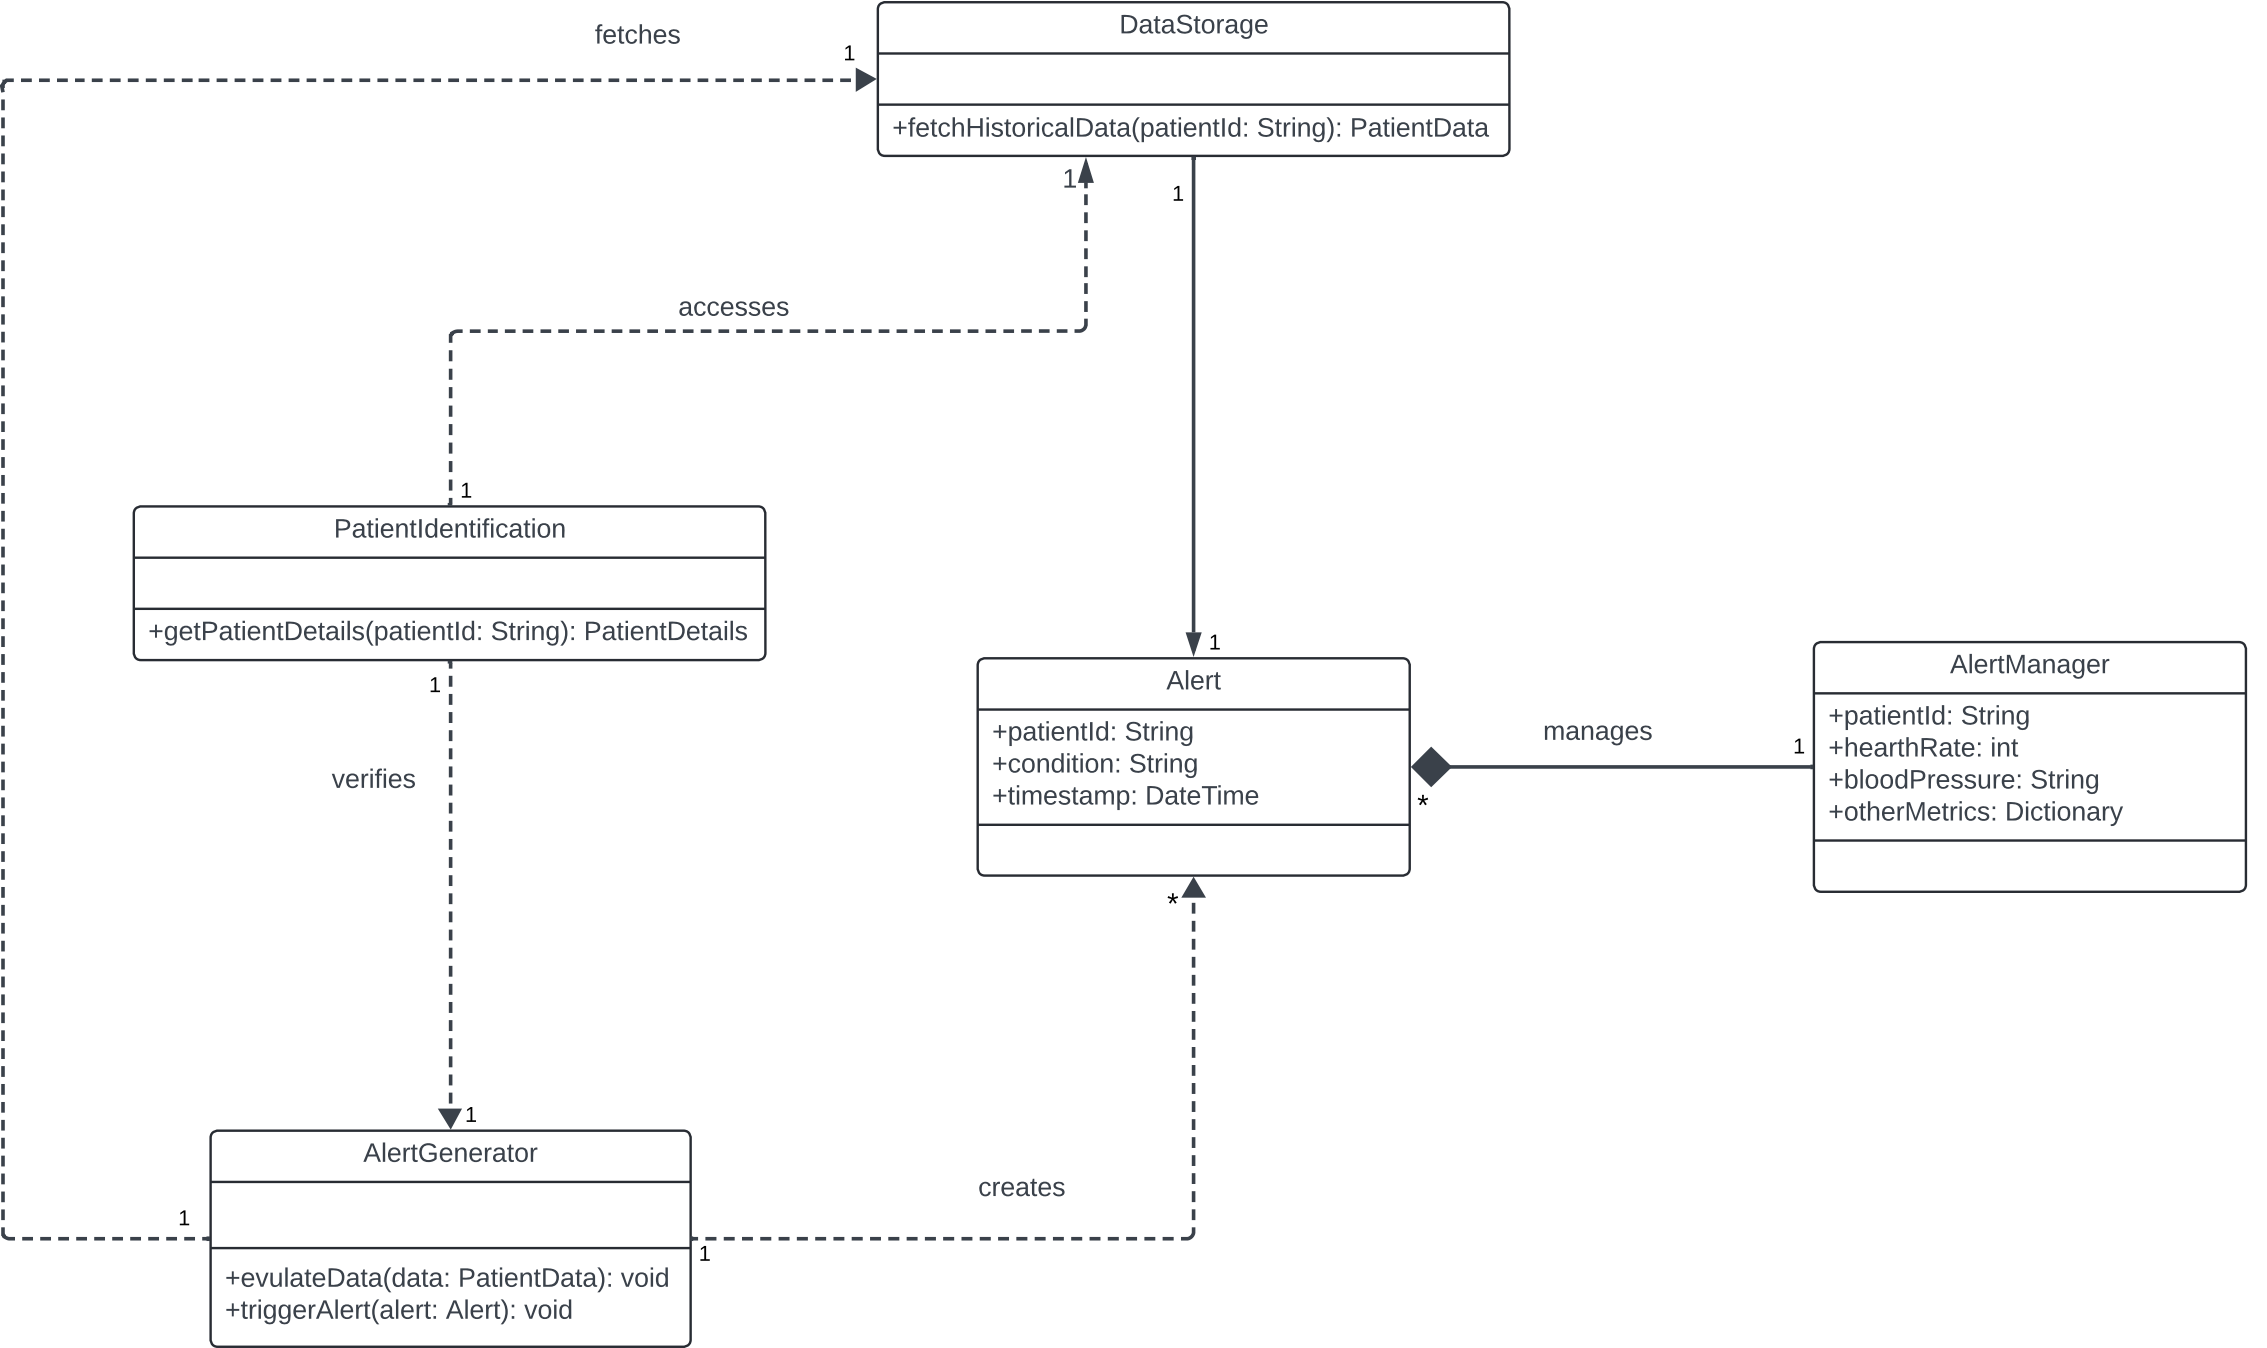 fetches
1
DataStorage
+fetchHistoricalData(patientId: String): PatientData
1
1
accesses
1
PatientIdentification
+getPatientDetails(patientId: String): PatientDetails
1
verifies
1
Alert
+patientId: String
+condition: String
+timestamp: DateTime
manages
1
*
AlertManager
+patientId: String
+hearthRate: int
+bloodPressure: String
+otherMetrics: Dictionary
*
1
AlertGenerator
+evulateData(data: PatientData): void
+triggerAlert(alert: Alert): void
1
creates
1